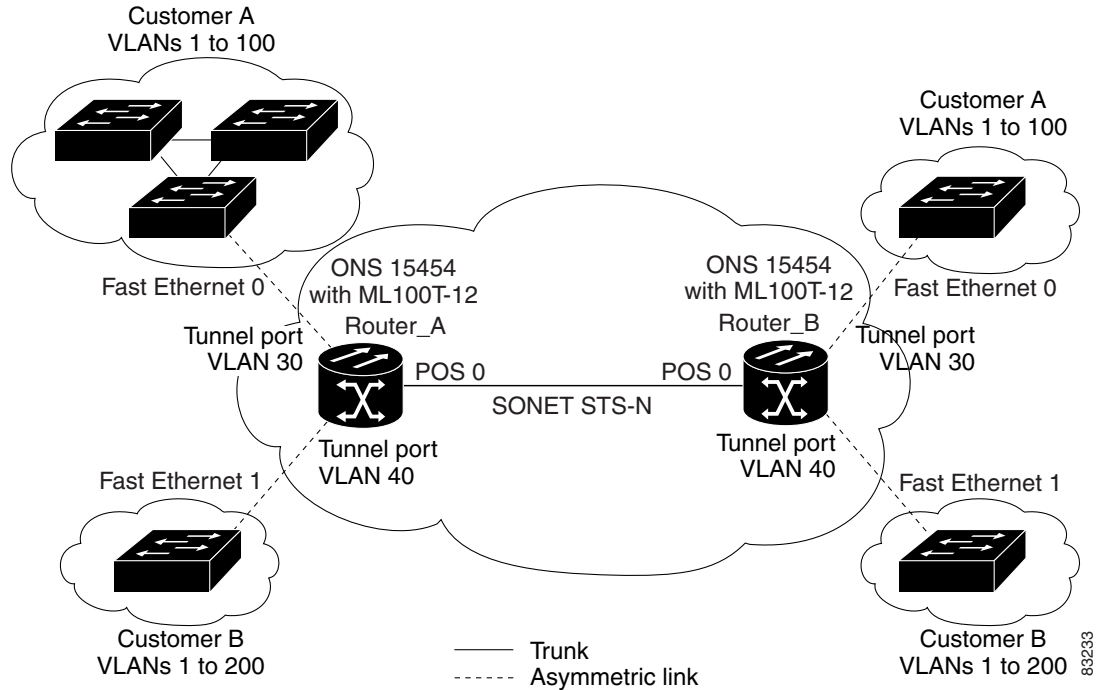 Customer A
VLANs 1 to 100
Customer A
VLANs 1 to 100
Fast Ethernet 0
ONS 15454
with ML100T-12
Router_A
ONS 15454
with ML100T-12
Router_B
Fast Ethernet 0
Tunnel port
VLAN 30
Tunnel port
VLAN 30
POS 0
POS 0
SONET STS-N
Tunnel port
VLAN 40
Tunnel port
VLAN 40
Fast Ethernet 1
Fast Ethernet 1
Customer B
VLANs 1 to 200
Trunk
Asymmetric link
Customer B
VLANs 1 to 200
83233